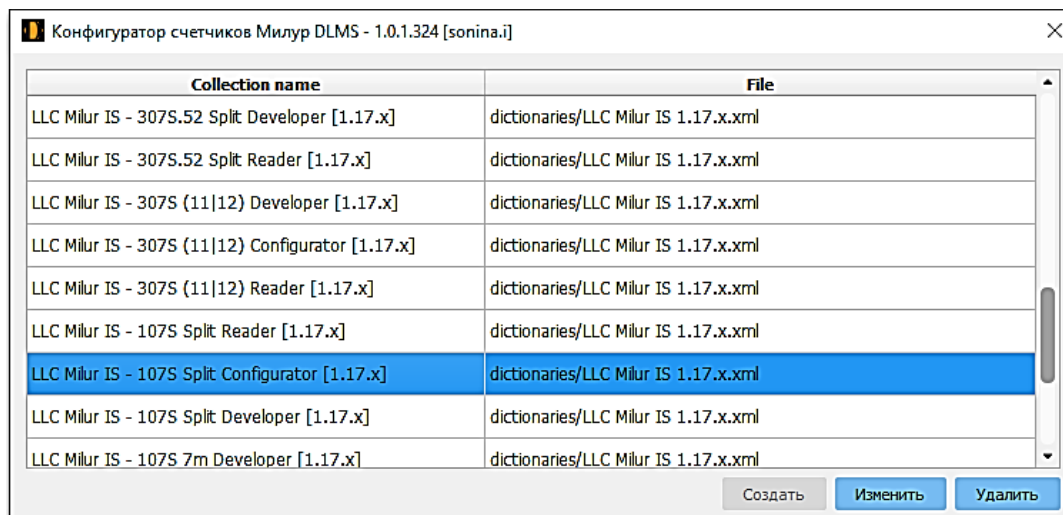 Конфигуратор счетчиков Милур DLMS - 1.0.1.324 [sonina.i]
Collection name File
LLC Milur IS - 307S.52 Split Developer [1.17.x] dictionaries/LLC Milur IS 1.17.x.xml
LLC Milur IS - 307S.52 Split Reader [1.17.x] dictionaries/LLC Milur IS 1.17.x.xml
LLC Milur IS - 307S (11|12) Developer [1.17.x] dictionaries/LLC Milur IS 1.17.x.xml
LLC Milur IS - 307S (11|12) Configurator [1.17.x] dictionaries/LLC Milur IS 1.17.x.xml
LLC Milur IS - 307S (11|12) Reader [1.17.x] dictionaries/LLC Milur IS 1.17.x.xml
LLC Milur IS - 107S Split Reader [1.17.x] dictionaries/LLC Milur IS 1.17.x.xml
LLC Milur IS - 107S Split Configurator [1.17.x] dictionaries/LLC Milur IS 1.17.x.xml
LLC Milur IS - 107S Split Developer [1.17.x] dictionaries/LLC Milur IS 1.17.x.xml
LLC Milur IS - 107S 7m Developer [1.17.x] dictionaries/LLC Milur IS 1.17.x.xml
Создать Изменить Удалить